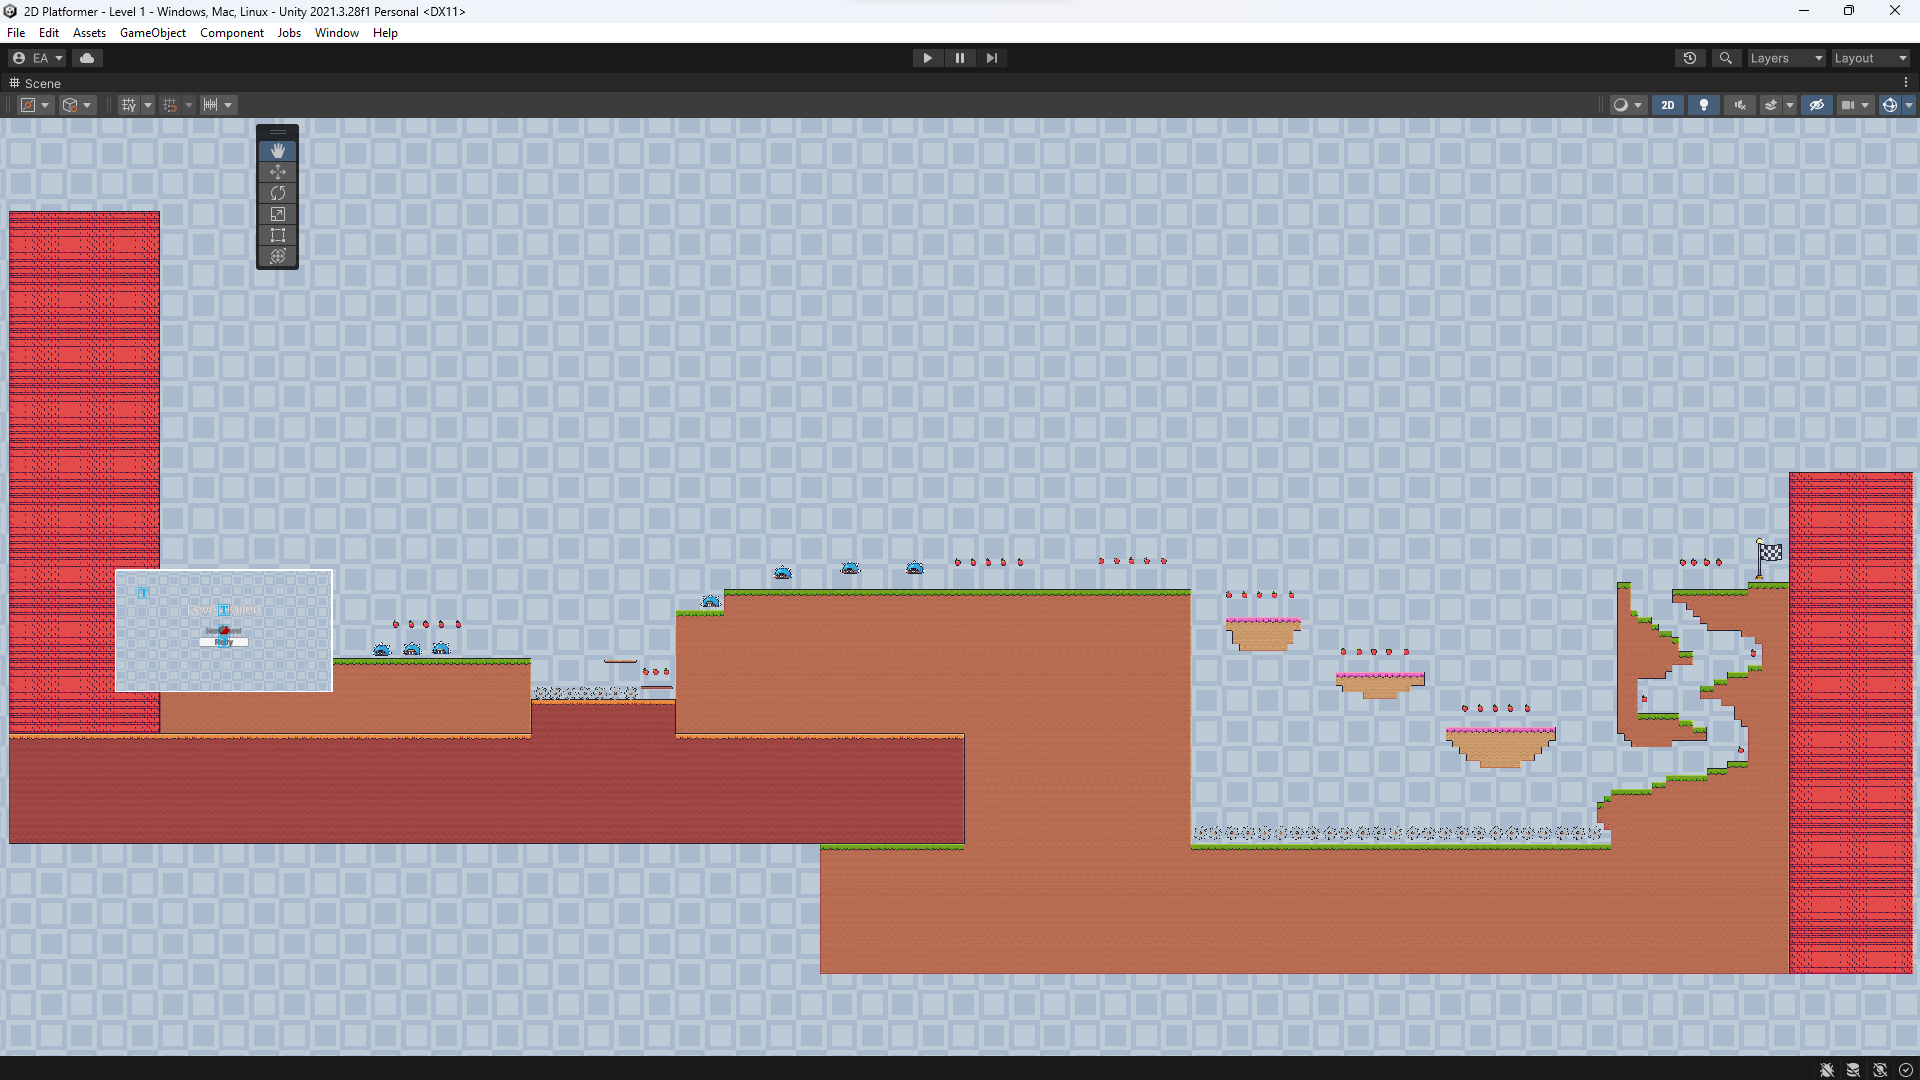 2D Platformer - Level 1 - Windows, Mac, Linux - Unity 2021.3.28f1 Personal <DX11>
File Edit Assets GameObject Component Jobs Window Help
EA Layers Layout
Scene
2D
Retry